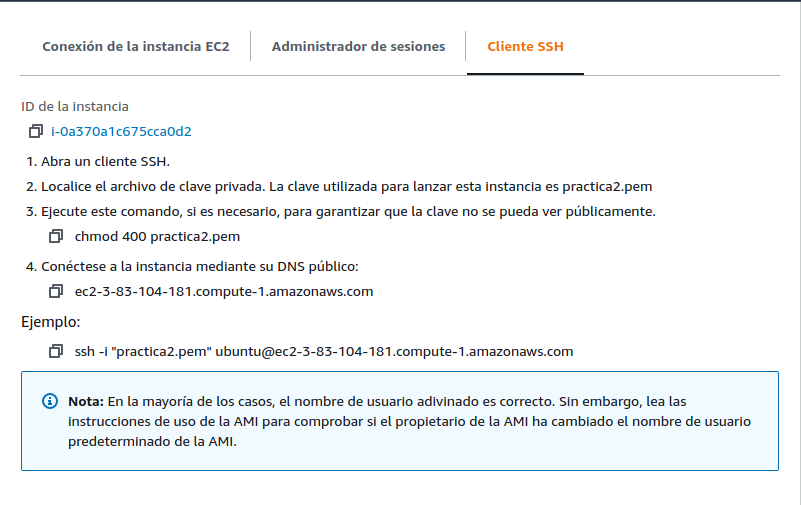 Conexión de la instancia EC2
Administrador de sesiones
Cliente SSH
ID de la instancia
i-0a370a1c675cca0d2
1. Abra un cliente SSH.
2. Localice el archivo de clave privada. La clave utilizada para lanzar esta instancia es practica2.pem
3. Ejecute este comando, si es necesario, para garantizar que la clave no se pueda ver públicamente.
chmod 400 practica2.pem
4. Conéctese a la instancia mediante su DNS público:
ec2-3-83-104-181.compute-1.amazonaws.com
Ejemplo:
ssh -i "practica2.pem" ubuntu@ec2-3-83-104-181.compute-1.amazonaws.com
Nota: En la mayoría de los casos, el nombre de usuario adivinado es correcto. Sin embargo, lea las
instrucciones de uso de la AMI para comprobar si el propietario de la AMI ha cambiado el nombre de usuario
predeterminado de la AMI.